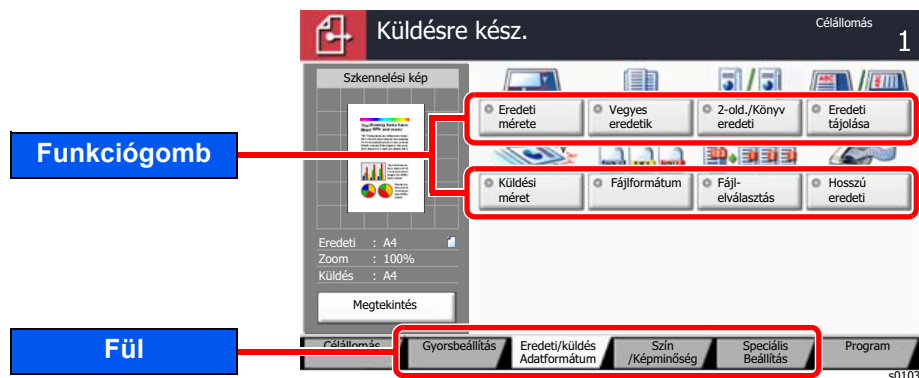 Küldésre kész.
Célállomás
1
Szkennelési kép
Eredeti mérete
Vegyes eredetik
2-old./Könyv eredeti
Eredeti tájolása
Funkciógomb
Küldési méret
Fájlformátum
Fájl-elválasztás
Hosszú eredeti
Eredeti : A4
Zoom : 100%
Küldés : A4
Megtekintés
Fül
Célállomás
Gyorsbeállítás
Eredeti/küldés Adatformátum
Szín /Képminőség
Speciális Beállítás
Program
s0103